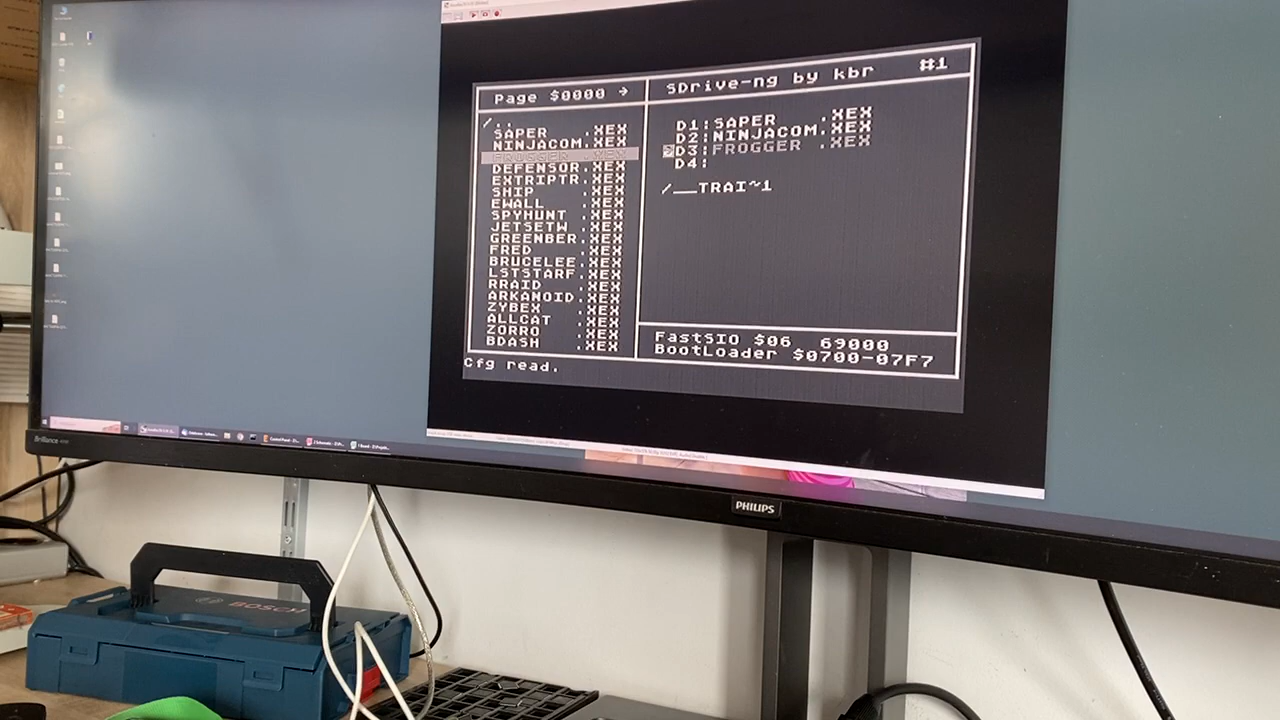 Page $0000 →
SDrive-ng by kbr #1
/..
SAPER .XEX
NINJACOM.XEX
FROGGER .XEX
DEFENSOR.XEX
EXTRIPTR.XEX
SHIP .XEX
EWALL .XEX
SPYHUNT .XEX
JETSETW .XEX
GREENBER.XEX
FRED .XEX
BRUCELEE.XEX
LSTSTARF.XEX
RRAID .XEX
ARKANOID.XEX
ZYBEX .XEX
ALLCAT .XEX
ZORRO .XEX
BDASH .XEX
D1:SAPER .XEX
D2:NINJACOM.XEX
D3:FROGGER .XEX
D4:
/__TRAI~1
FastSIO $06 69000
BootLoader $0700-07F7
Cfg read.
Brilliance
PHILIPS
BOSCH